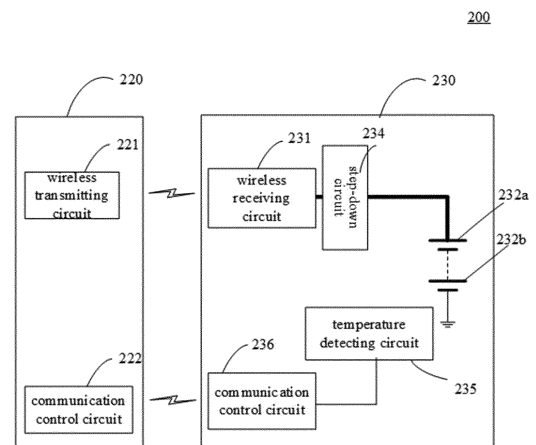 200
220
230
221
wireless
transmitting
circuit
231
wireless
receiving
circuit
234
step-down
circuit
232a
232b
temperature
detecting circuit
235
222
communication
control circuit
236
communication
control circuit